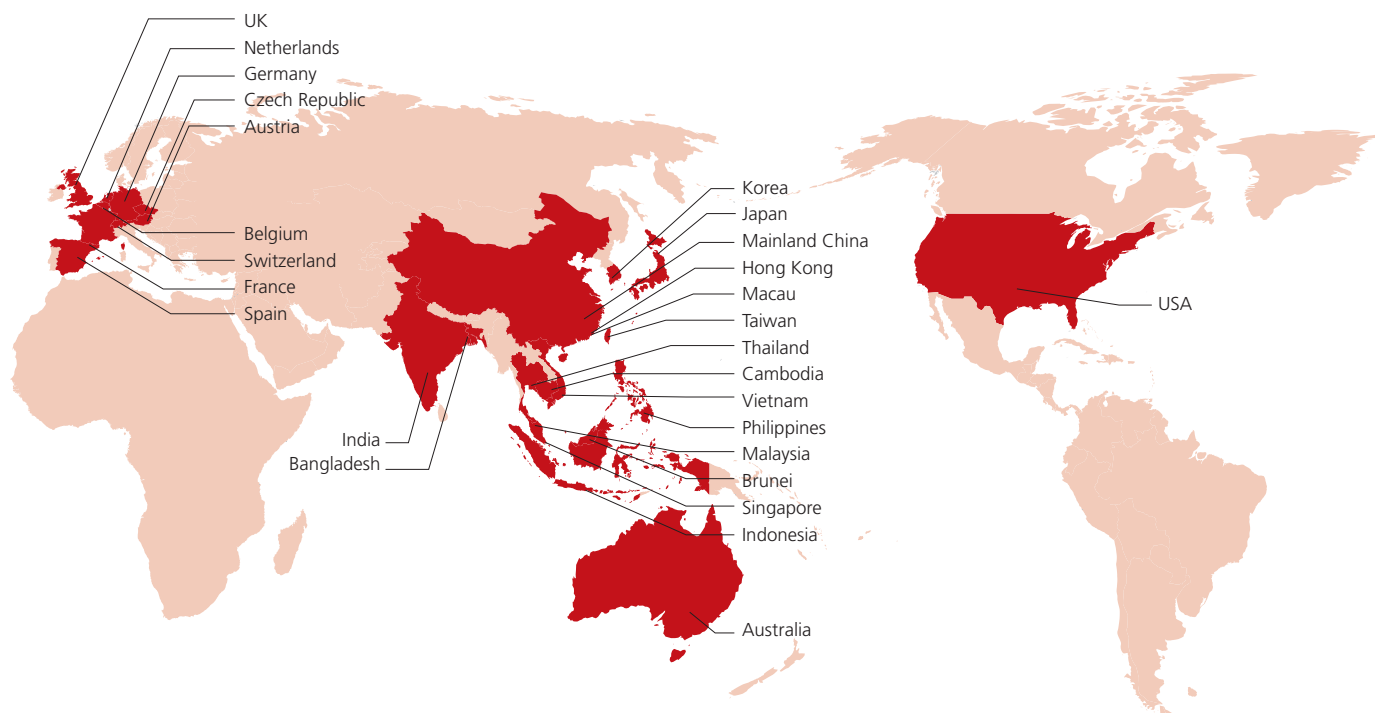 UK
Netherlands
Germany
Czech Republic
Austria
Belgium
Switzerland
France
Spain
India
Bangladesh
Korea
Japan
Mainland China
Hong Kong
Macau
Taiwan
Thailand
Cambodia
Vietnam
Philippines
Malaysia
Brunei
Singapore
Indonesia
Australia
USA